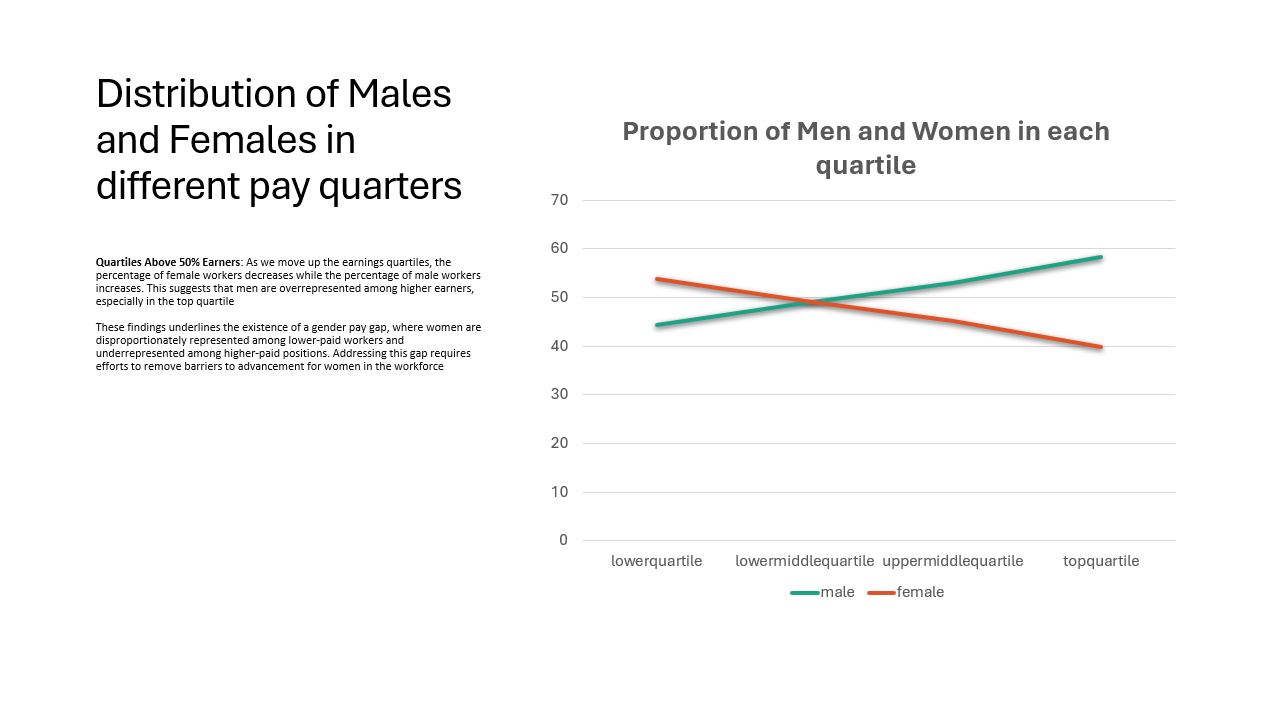 Distribution of Males
and Females in
different pay quarters
Quartiles Above 50% Earners: As we move up the earnings quartiles, the
percentage of female workers decreases while the percentage of male workers
increases. This suggests that men are overrepresented among higher earners,
especially in the top quartile
These findings underlines the existence of a gender pay gap, where women are
disproportionately represented among lower-paid workers and
underrepresented among higher-paid positions. Addressing this gap requires
efforts to remove barriers to advancement for women in the workforce
Proportion of Men and Women in each
quartile
70
60
50
40
30
20
10
0
lowerquartile lowermiddlequartile uppermiddlequartile topquartile
male female